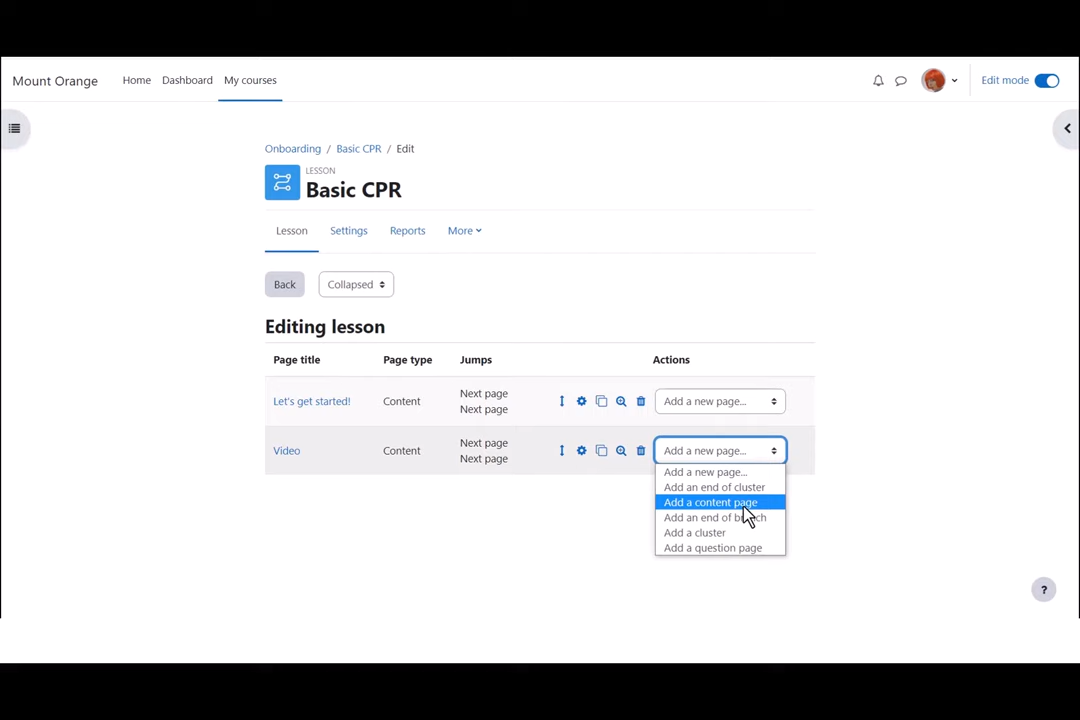 Mount Orange
Home
Dashboard
My courses
Edit mode
Onboarding / Basic CPR / Edit
LESSON
Basic CPR
Lesson
Settings
Reports
More
Back
Collapsed
Editing lesson
Page title
Page type
Jumps
Actions
Let's get started!
Content
Next page
Next page
Add a new page...
Video
Content
Next page
Next page
Add a new page...
Add a new page...
Add an end of cluster
Add a content page
Add an end of branch
Add a cluster
Add a question page
?